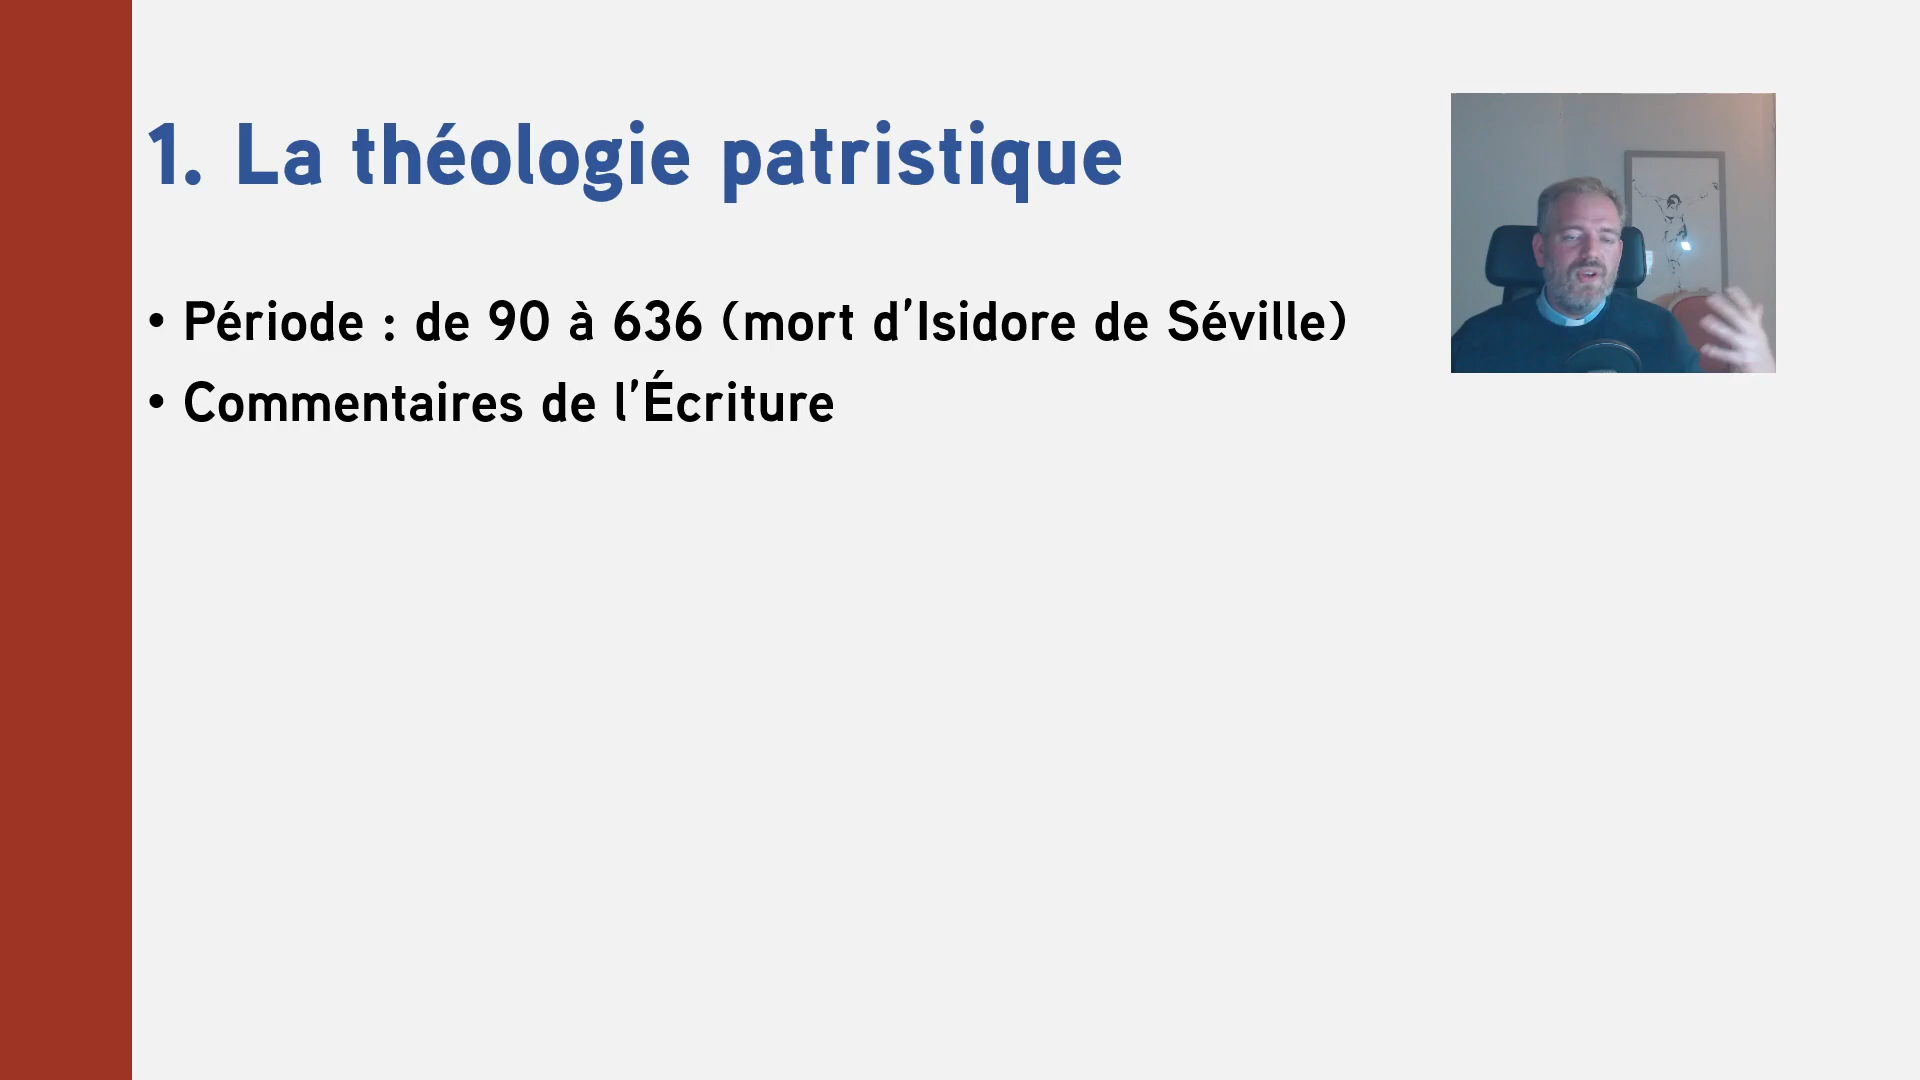 1. La théologie patristique
• Période : de 90 à 636 (mort d’Isidore de Séville)
• Commentaires de l’Écriture